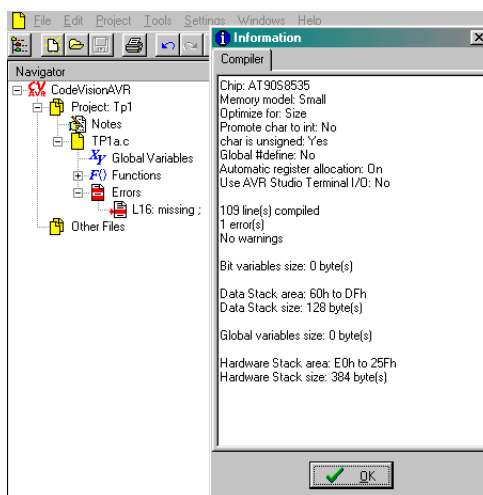 File Edit Project Tools Settings Windows Help
Information
Compiler
Navigator
CodeVisionAVR
Project: Tp1
Notes
TP1a.c
Global Variables
F() Functions
Errors
L16: missing ;
Other Files
Chip: AT90S8535
Memory model: Small
Optimize for: Size
Promote char to int: No
char is unsigned: Yes
Global #define: No
Automatic register allocation: On
Use AVR Studio Terminal I/O: No
109 line(s) compiled
1 error(s)
No warnings
Bit variables size: 0 byte(s)
Data Stack area: 60h to DFh
Data Stack size: 128 byte(s)
Global variables size: 0 byte(s)
Hardware Stack area: E0h to 25Fh
Hardware Stack size: 384 byte(s)
OK